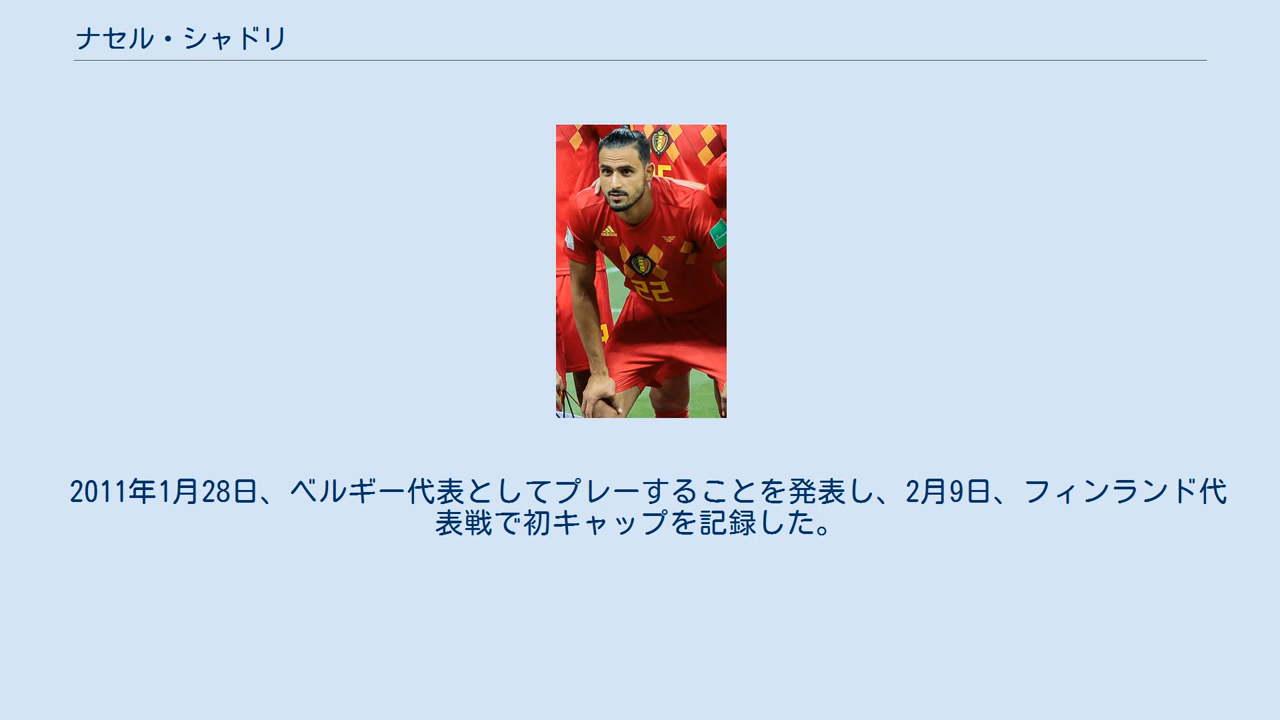 ナセル・シャドリ
22
2011年1月28日、ベルギー代表としてプレーすることを発表し、2月9日、フィンランド代
表戦で初キャップを記録した。